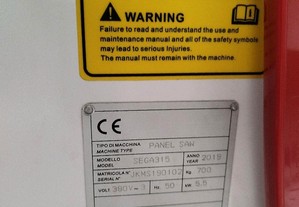 WARNING
Failure to read and understand the use and
maintenance manual and all of the safety symbols
may lead to serious Injuries.
The manual must remain with the machine.
CE
TIPO DI MACCHINA PANEL SAW
MACHINE TYPE
MODELLO SEGA315 ANNO 2019
MODEL YEAR
MATRICOLA N° JKMS190102 Kg 700
SERIAL N°
VOLT 380V~3 Hz 50 kW 5.5